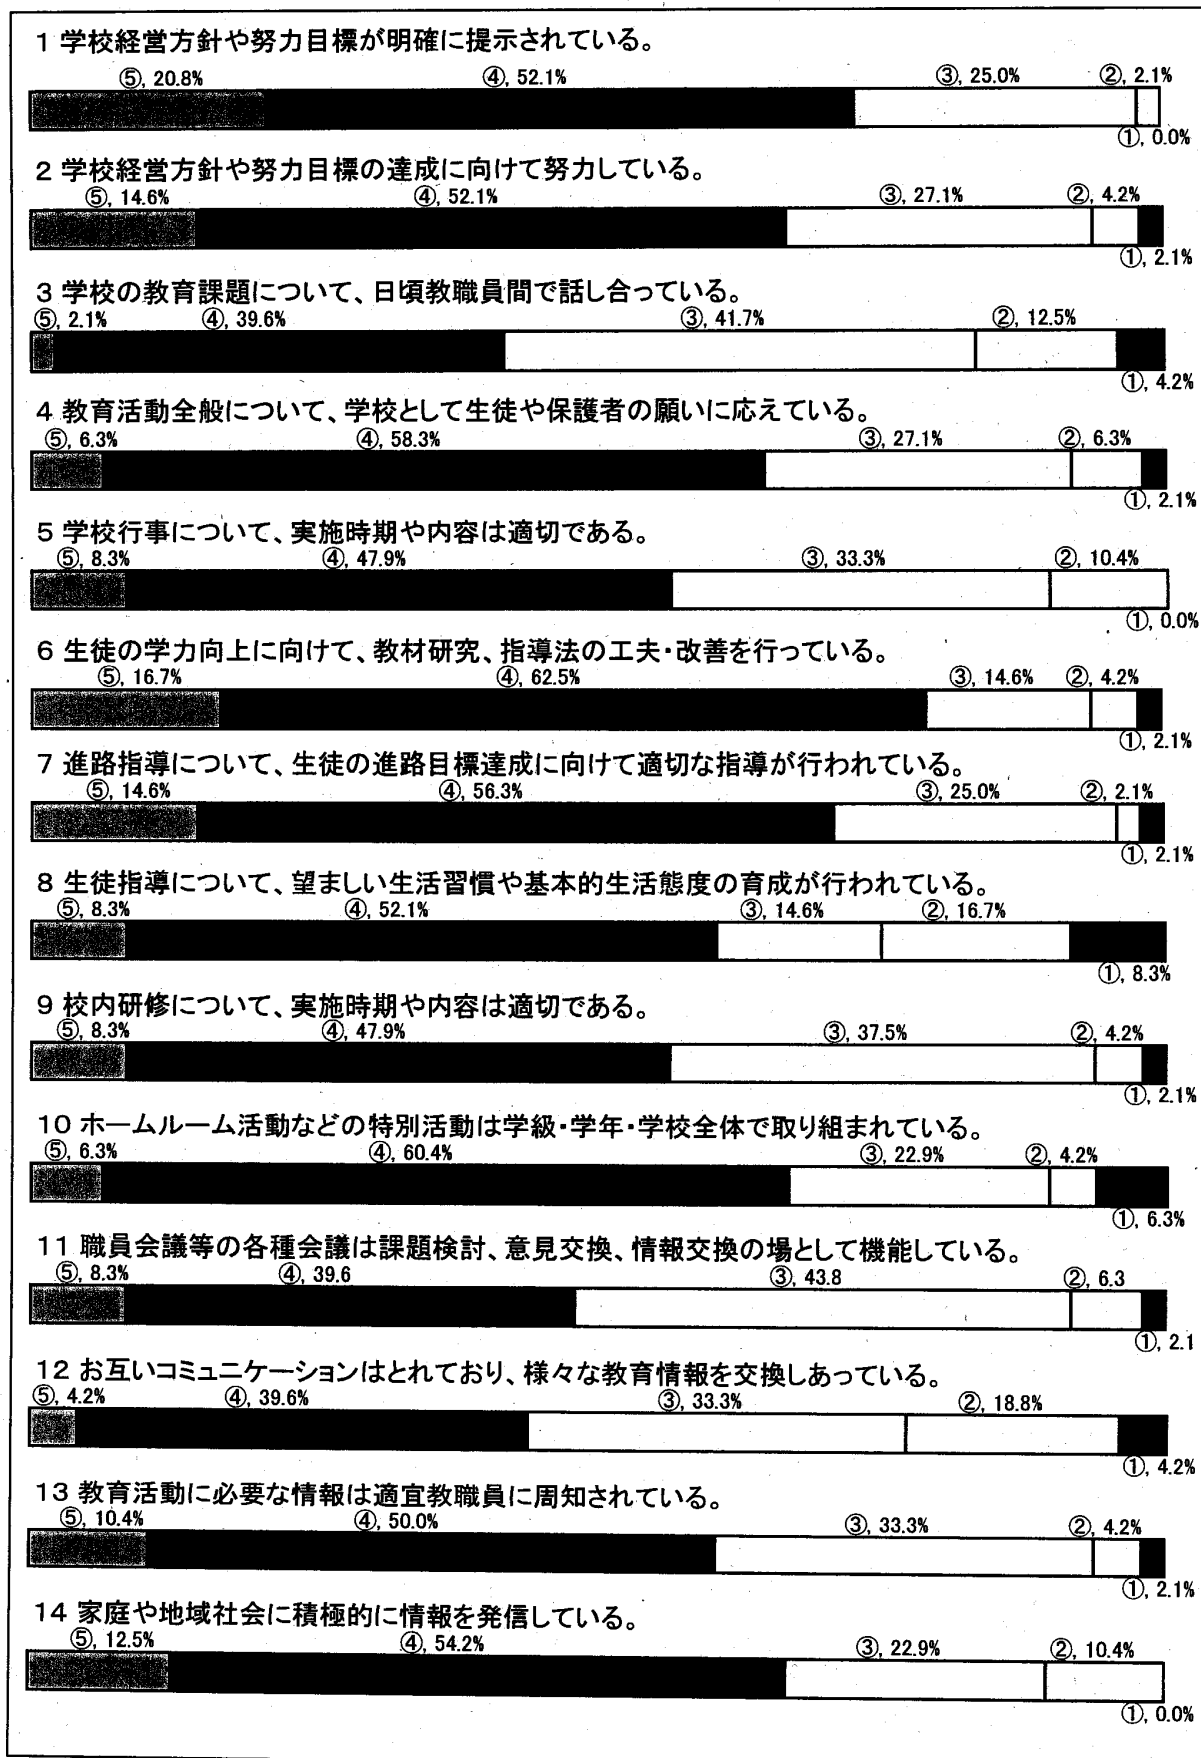 1 学校経営方針や努力目標が明確に提示されている。
⑤, 20.8% ④, 52.1% ③, 25.0% ②, 2.1%
①, 0.0%
2 学校経営方針や努力目標の達成に向けて努力している。
⑤, 14.6% ④, 52.1% ③, 27.1% ②, 4.2%
①, 2.1%
3 学校の教育課題について、日頃教職員間で話し合っている。
⑤, 2.1% ④, 39.6% ③, 41.7% ②, 12.5%
①, 4.2%
4 教育活動全般について、学校として生徒や保護者の願いに応えている。
⑤, 6.3% ④, 58.3% ③, 27.1% ②, 6.3%
①, 2.1%
5 学校行事について、実施時期や内容は適切である。
⑤, 8.3% ④, 47.9% ③, 33.3% ②, 10.4%
①, 0.0%
6 生徒の学力向上に向けて、教材研究、指導法の工夫・改善を行っている。
⑤, 16.7% ④, 62.5% ③, 14.6% ②, 4.2%
①, 2.1%
7 進路指導について、生徒の進路目標達成に向けて適切な指導が行われている。
⑤, 14.6% ④, 56.3% ③, 25.0% ②, 2.1%
①, 2.1%
8 生徒指導について、望ましい生活習慣や基本的生活態度の育成が行われている。
⑤, 8.3% ④, 52.1% ③, 14.6% ②, 16.7%
①, 8.3%
9 校内研修について、実施時期や内容は適切である。
⑤, 8.3% ④, 47.9% ③, 37.5% ②, 4.2%
①, 2.1%
10 ホームルーム活動などの特別活動は学級・学年・学校全体で取り組まれている。
⑤, 6.3% ④, 60.4% ③, 22.9% ②, 4.2%
①, 6.3%
11 職員会議等の各種会議は課題検討、意見交換、情報交換の場として機能している。
⑤, 8.3% ④, 39.6 ③, 43.8 ②, 6.3
①, 2.1
12 お互いコミュニケーションはとれており、様々な教育情報を交換しあっている。
⑤, 4.2% ④, 39.6% ③, 33.3% ②, 18.8%
①, 4.2%
13 教育活動に必要な情報は適宜教職員に周知されている。
⑤, 10.4% ④, 50.0% ③, 33.3% ②, 4.2%
①, 2.1%
14 家庭や地域社会に積極的に情報を発信している。
⑤, 12.5% ④, 54.2% ③, 22.9% ②, 10.4%
①, 0.0%